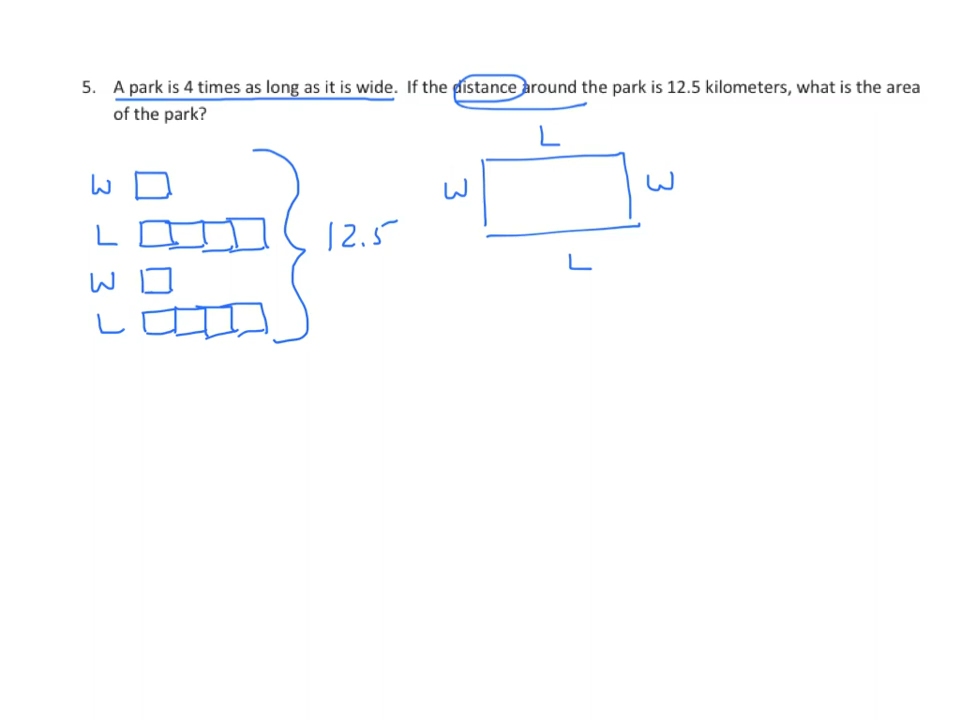 5. A park is 4 times as long as it is wide. If the distance around the park is 12.5 kilometers, what is the area
of the park?
L
W
W
W
L
12.5
L
W
L